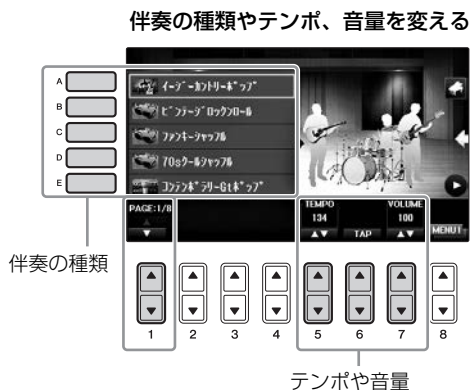 伴奏の種類やテンポ、音量を変える
A
イージーカントリーポップ
B
ビンテージロックンロール
C
ファンキーシャッフル
D
70sクールシャッフル
E
コンテンポラリーGtポップ
PAGE:1/8
TEMPO
134
TAP
VOLUME
100
MENU1
伴奏の種類
1 2 3 4 5 6 7 8
テンポや音量